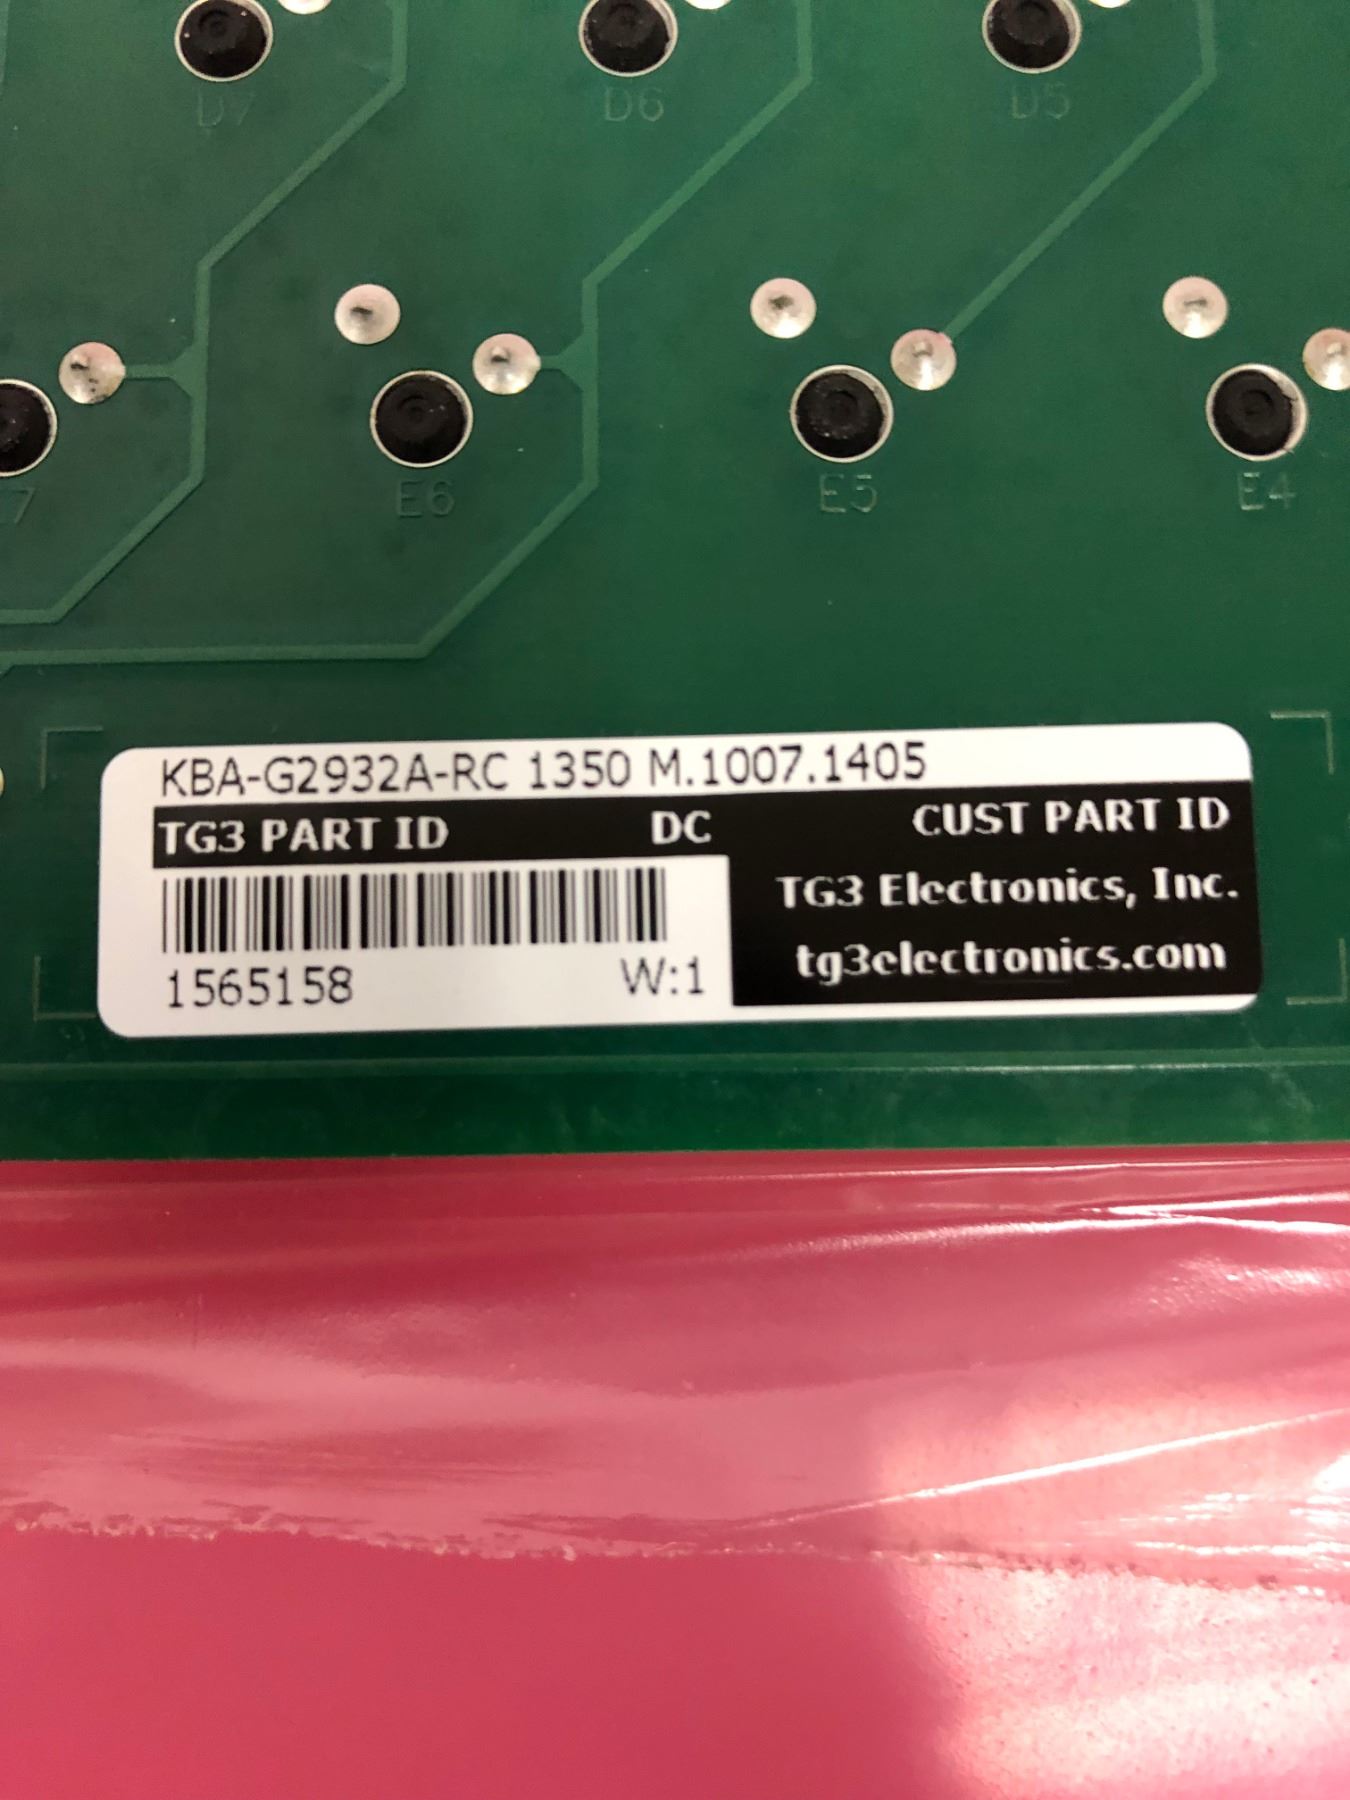 D7 D6 D5
E6 E5 E4
KBA-G2932A-RC 1350 M.1007.1405
TG3 PART ID DC CUST PART ID
TG3 Electronics, Inc.
tg3electronics.com
1565158 W:1